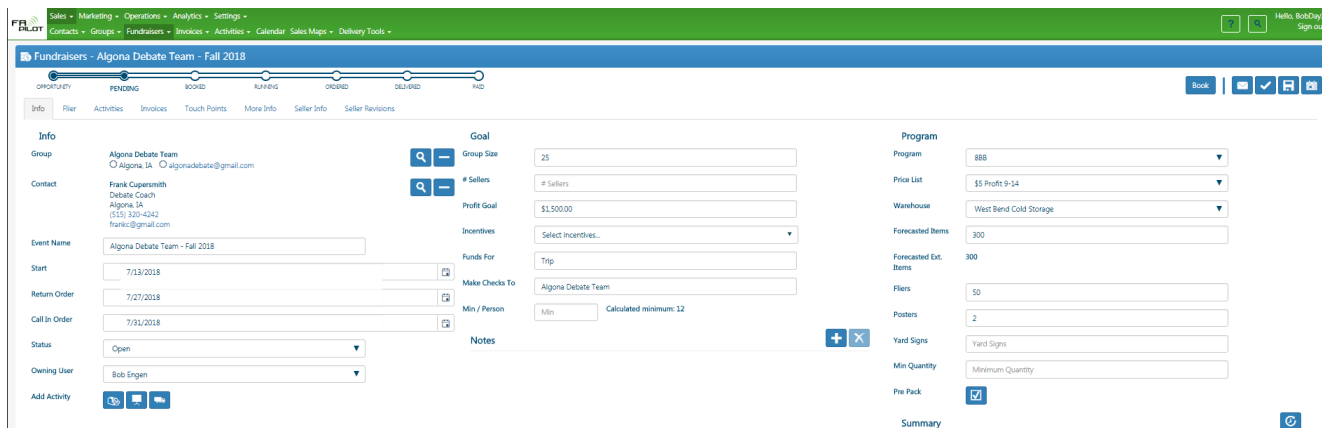 FR PILOT
Sales Marketing Operations Analytics Settings
Contacts Groups Fundraisers Invoices Activities Calendar Sales Maps Delivery Tools
? Hello, BobDay
Sign ou
Fundraisers - Algona Debate Team - Fall 2018
OPPORTUNITY PENDING BOOKED RUNNING ORDERED DELIVERED PAID
Book
Info Flier Activities Invoices Touch Points More Info Seller Info Seller Revisions
Info
Group Algona Debate Team
Algona, IA algonadebate@gmail.com
Contact Frank Cupersmith
Debate Coach
Algona, IA
(515) 320-4242
frankc@gmail.com
Event Name Algona Debate Team - Fall 2018
Start 7/13/2018
Return Order 7/27/2018
Call In Order 7/31/2018
Status Open
Owning User Bob Engen
Add Activity
Goal
Group Size 25
# Sellers # Sellers
Profit Goal $1,500.00
Incentives Select Incentives...
Funds For Trip
Make Checks To Algona Debate Team
Min / Person Min Calculated minimum: 12
Notes
Program
Program 8BB
Price List $5 Profit 9-14
Warehouse West Bend Cold Storage
Forecasted Items 300
Forecasted Ext. Items 300
Fliers 50
Posters 2
Yard Signs Yard Signs
Min Quantity Minimum Quantity
Pre Pack
Summary